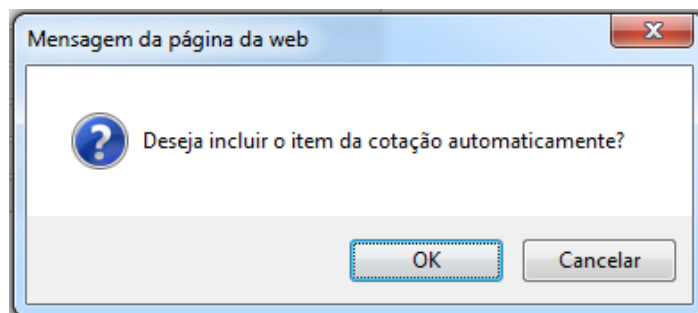 Mensagem da página da web
Deseja incluir o item da cotação automaticamente?
OK
Cancelar